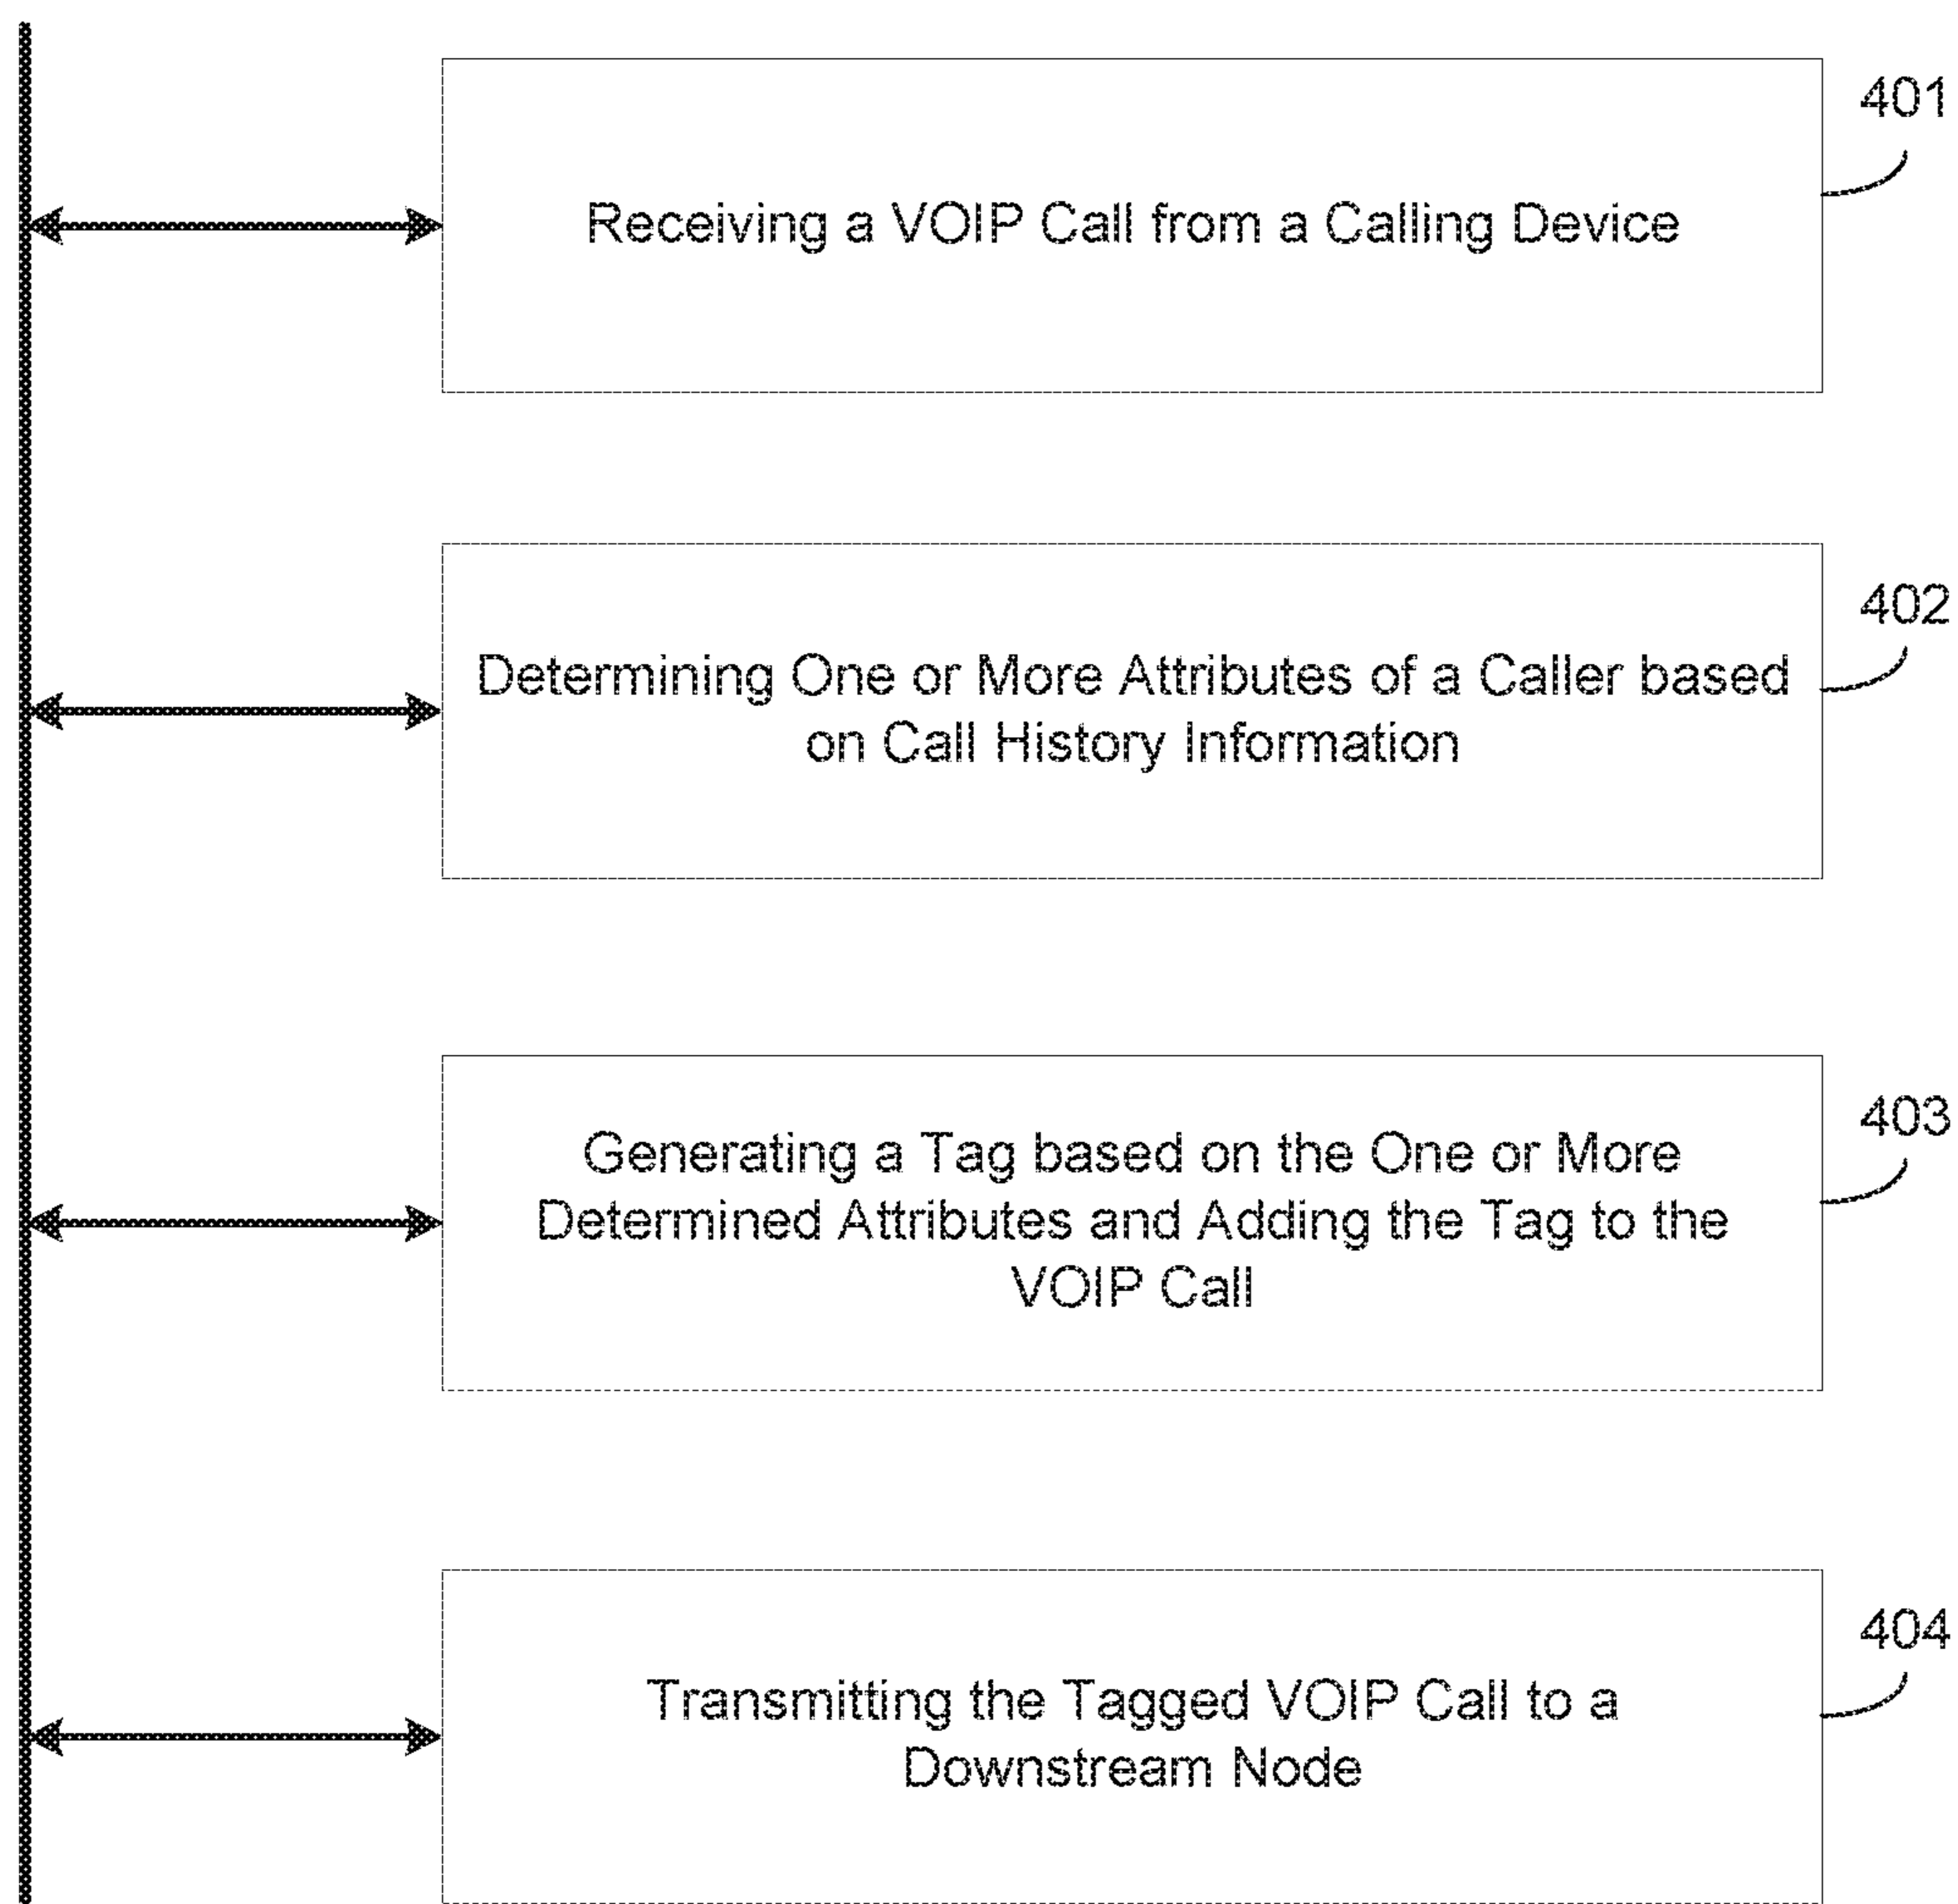 401
Receiving a VOIP Call from a Calling Device
402
Determining One or More Attributes of a Caller based
on Call History Information
403
Generating a Tag based on the One or More
Determined Attributes and Adding the Tag to the
VOIP Call
404
Transmitting the Tagged VOIP Call to a
Downstream Node